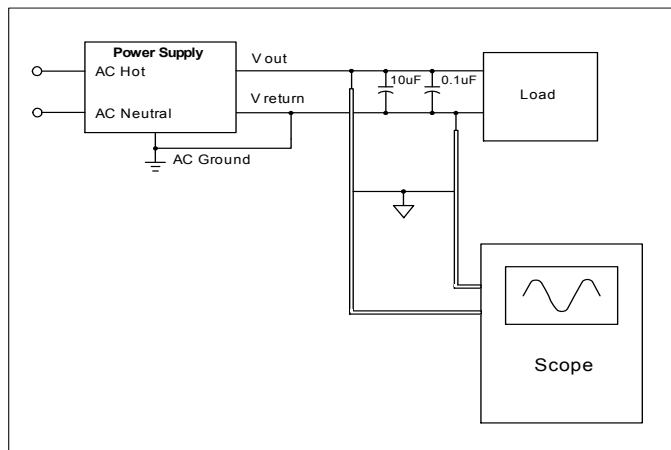 Power Supply
V out
AC Hot
10uF
0.1uF
Load
V return
AC Neutral
AC Ground
Scope